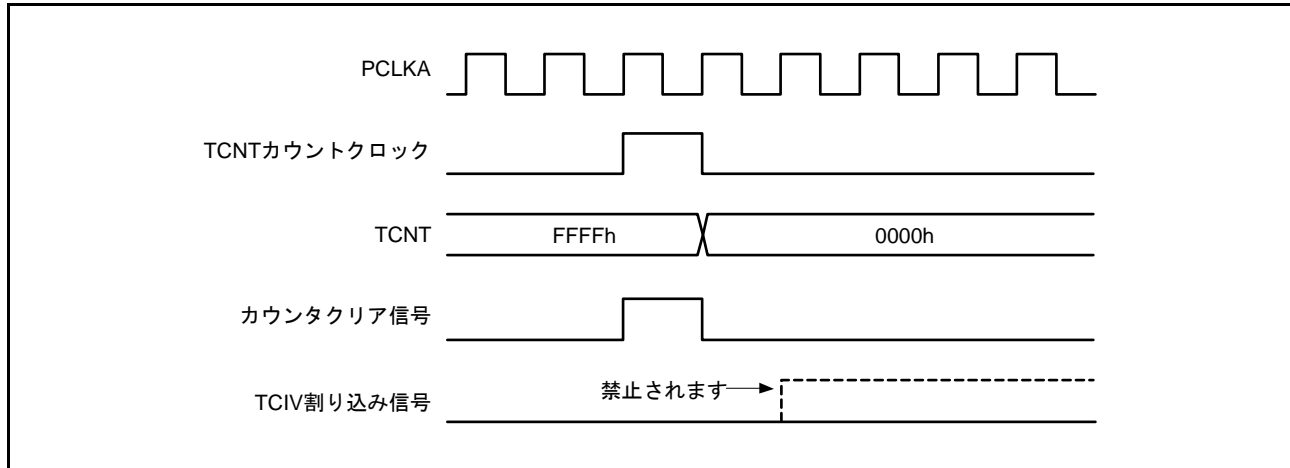 PCLKA
TCNTカウントクロック
TCNT
FFFFh
0000h
カウンタクリア信号
禁止されます
TCIV割り込み信号